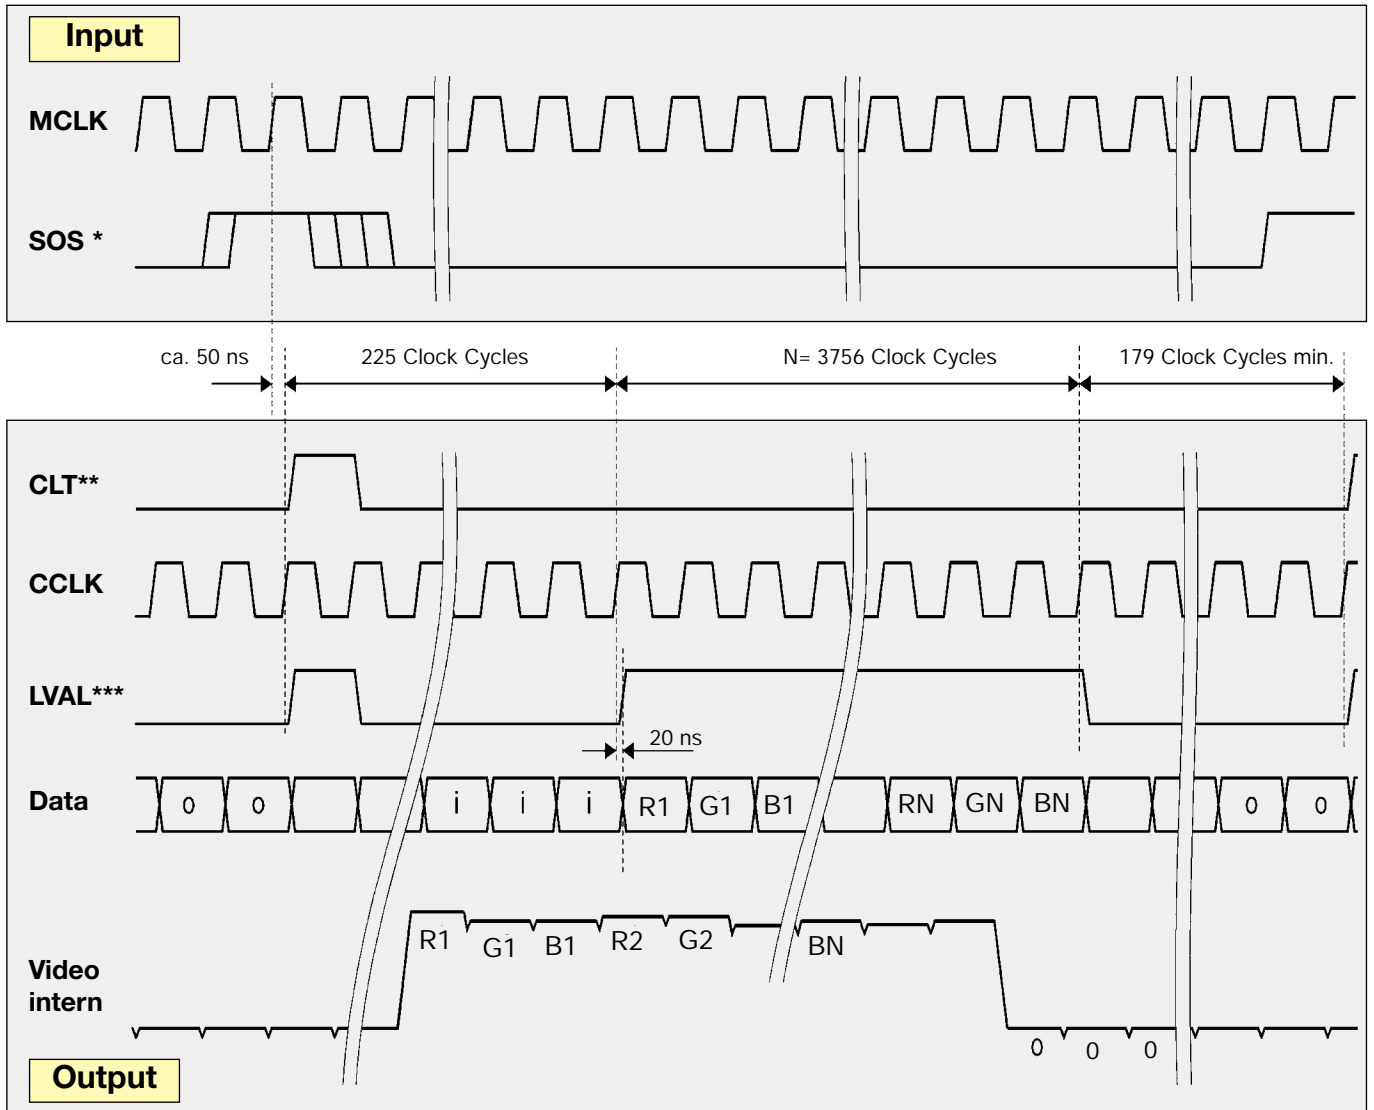 Input
MCLK
SOS *
ca. 50 ns 225 Clock Cycles N= 3756 Clock Cycles 179 Clock Cycles min.
CLT**
CCLK
LVAL***
20 ns
Data 0 0 i i i R1 G1 B1 RN GN BN 0 0
R1 G1 B1 R2 G2 BN
Video
intern
0 0 0
Output